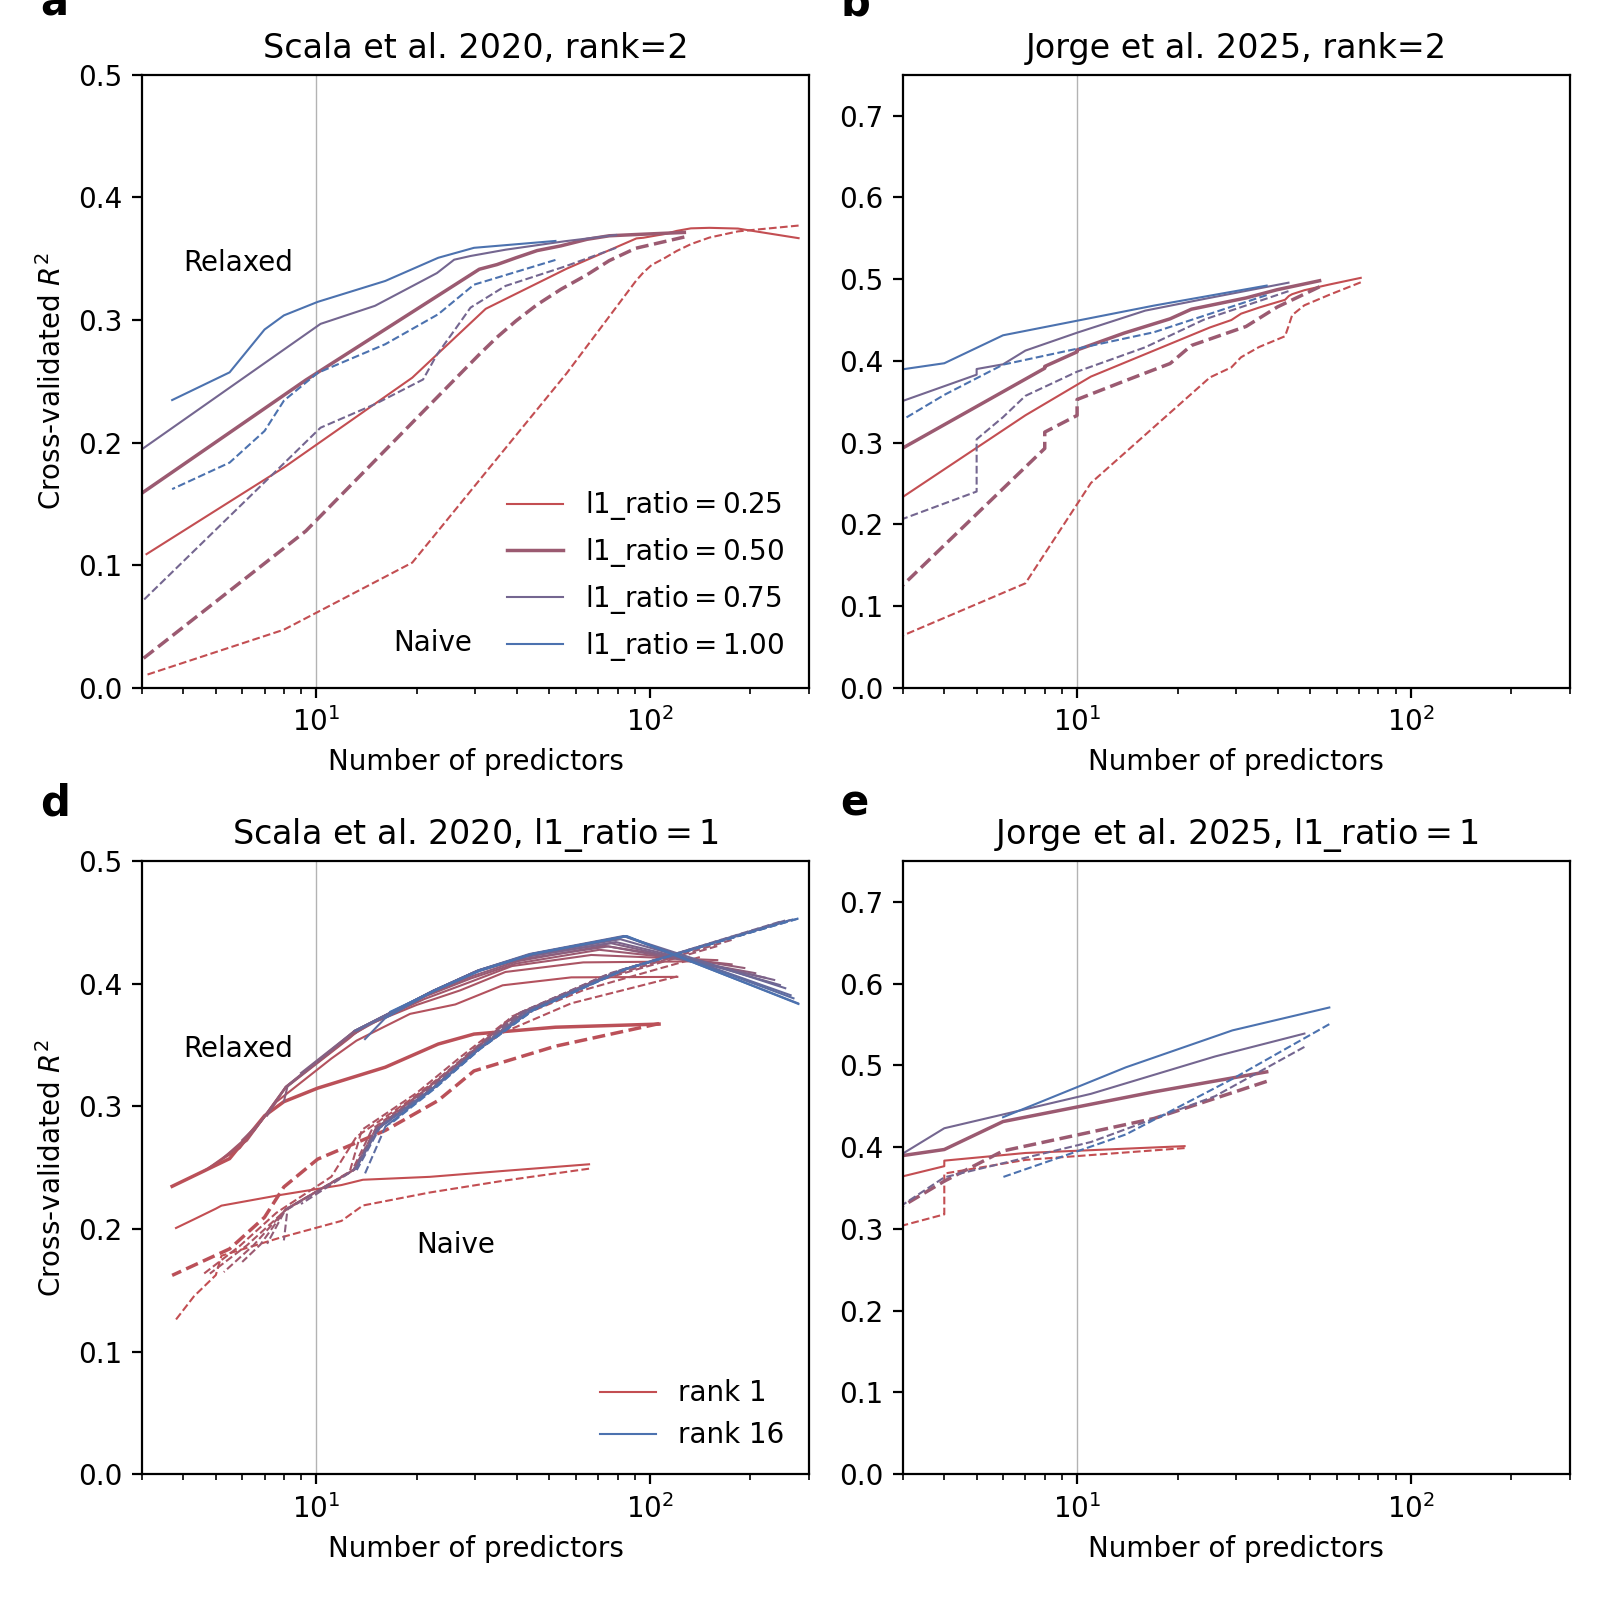 a
b
Scala et al. 2020, rank=2
Jorge et al. 2025, rank=2
Cross-validated R²
0.5
0.4
0.3
0.2
0.1
0.0
Relaxed
Naive
l1_ratio = 0.25
l1_ratio = 0.50
l1_ratio = 0.75
l1_ratio = 1.00
10¹
10²
Number of predictors
0.7
0.6
0.5
0.4
0.3
0.2
0.1
0.0
10¹
10²
Number of predictors
d
e
Scala et al. 2020, l1_ratio = 1
Jorge et al. 2025, l1_ratio = 1
Cross-validated R²
0.5
0.4
0.3
0.2
0.1
0.0
Relaxed
Naive
rank 1
rank 16
10¹
10²
Number of predictors
0.7
0.6
0.5
0.4
0.3
0.2
0.1
0.0
10¹
10²
Number of predictors